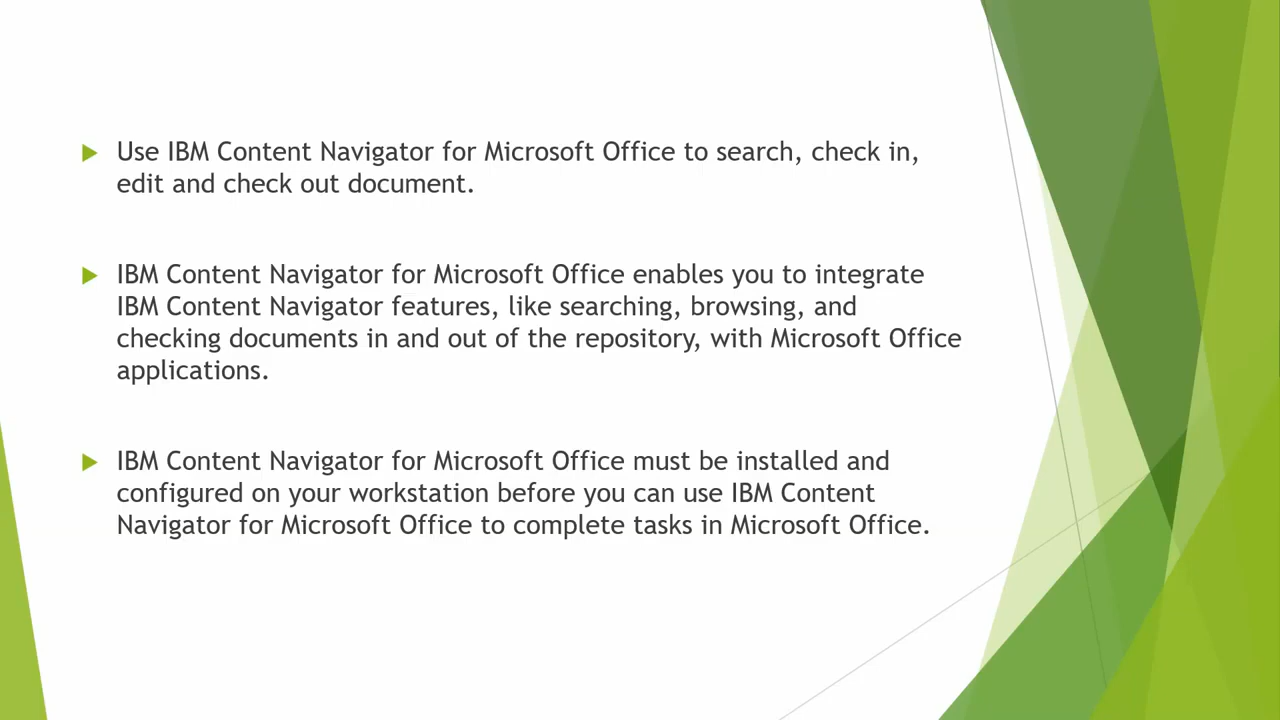 Use IBM Content Navigator for Microsoft Office to search, check in,
edit and check out document.
IBM Content Navigator for Microsoft Office enables you to integrate
IBM Content Navigator features, like searching, browsing, and
checking documents in and out of the repository, with Microsoft Office
applications.
IBM Content Navigator for Microsoft Office must be installed and
configured on your workstation before you can use IBM Content
Navigator for Microsoft Office to complete tasks in Microsoft Office.